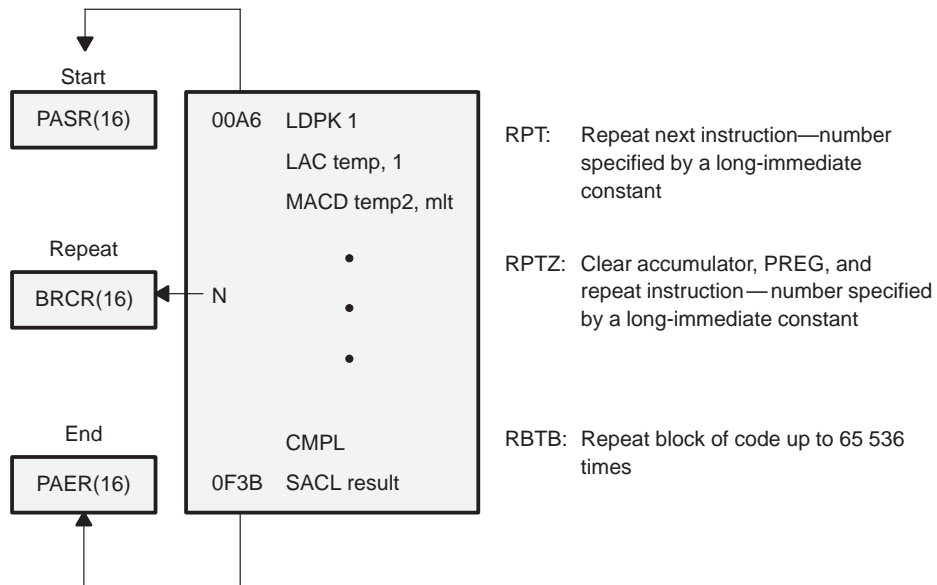 Start
PASR(16)
Repeat
BRCR(16)
End
PAER(16)
00A6 LDPK 1
LAC temp, 1
MACD temp2, mlt
N
CMPL
0F3B SACL result
RPT: Repeat next instruction—number
specified by a long-immediate
constant
RPTZ: Clear accumulator, PREG, and
repeat instruction — number specified
by a long-immediate constant
RBTB: Repeat block of code up to 65 536
times